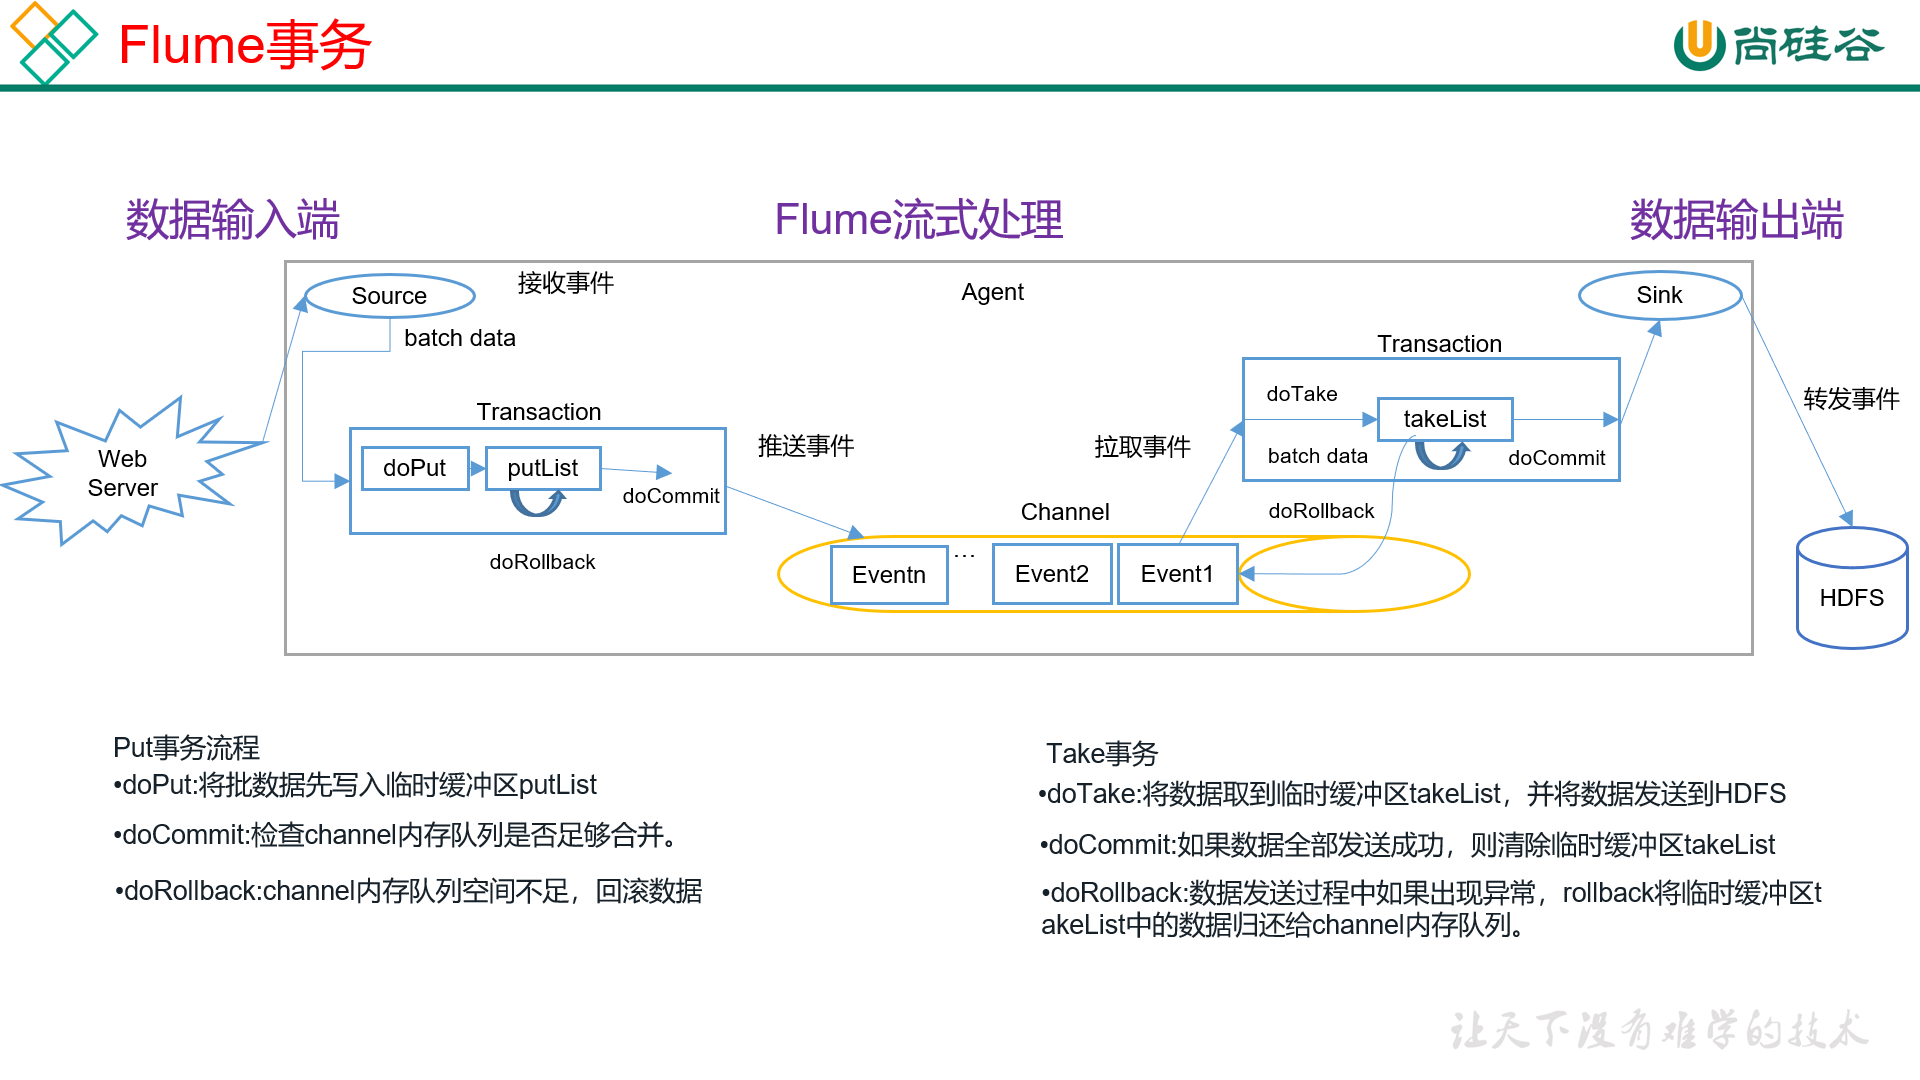 Flume事务
尚硅谷
数据输入端
Flume流式处理
数据输出端
Source
接收事件
Agent
Sink
batch data
Transaction
doTake
takeList
batch data
doCommit
转发事件
Transaction
推送事件
拉取事件
Web
Server
doPut
putList
doCommit
doRollback
Channel
doRollback
Eventn
...
Event2
Event1
HDFS
Put事务流程
•doPut:将批数据先写入临时缓冲区putList
•doCommit:检查channel内存队列是否足够合并。
•doRollback:channel内存队列空间不足，回滚数据
Take事务
•doTake:将数据取到临时缓冲区takeList，并将数据发送到HDFS
•doCommit:如果数据全部发送成功，则清除临时缓冲区takeList
•doRollback:数据发送过程中如果出现异常，rollback将临时缓冲区t
akeList中的数据归还给channel内存队列。
让天下没有难学的技术